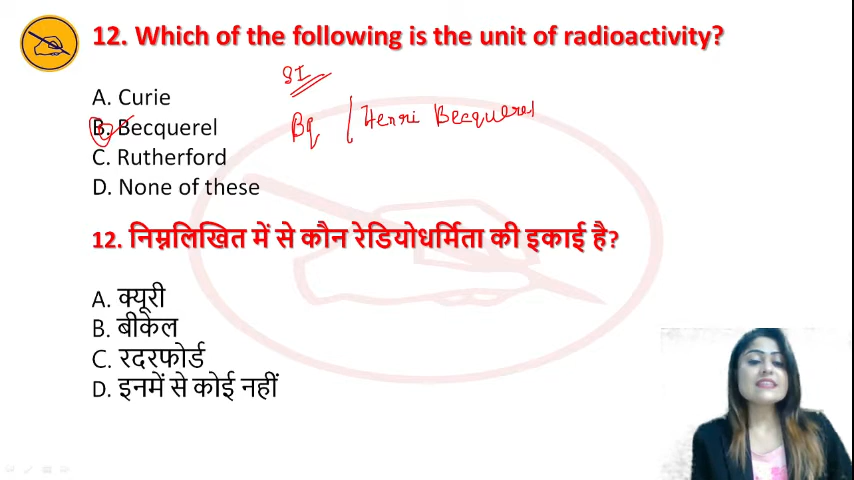 12. Which of the following is the unit of radioactivity?
SI
A. Curie
B. Becquerel
Bq / Henri Becquerel
C. Rutherford
D. None of these
12. निम्नलिखित में से कौन रेडियोधर्मिता की इकाई है?
A. क्यूरी
B. बीकेल
C. रदरफोर्ड
D. इनमें से कोई नहीं